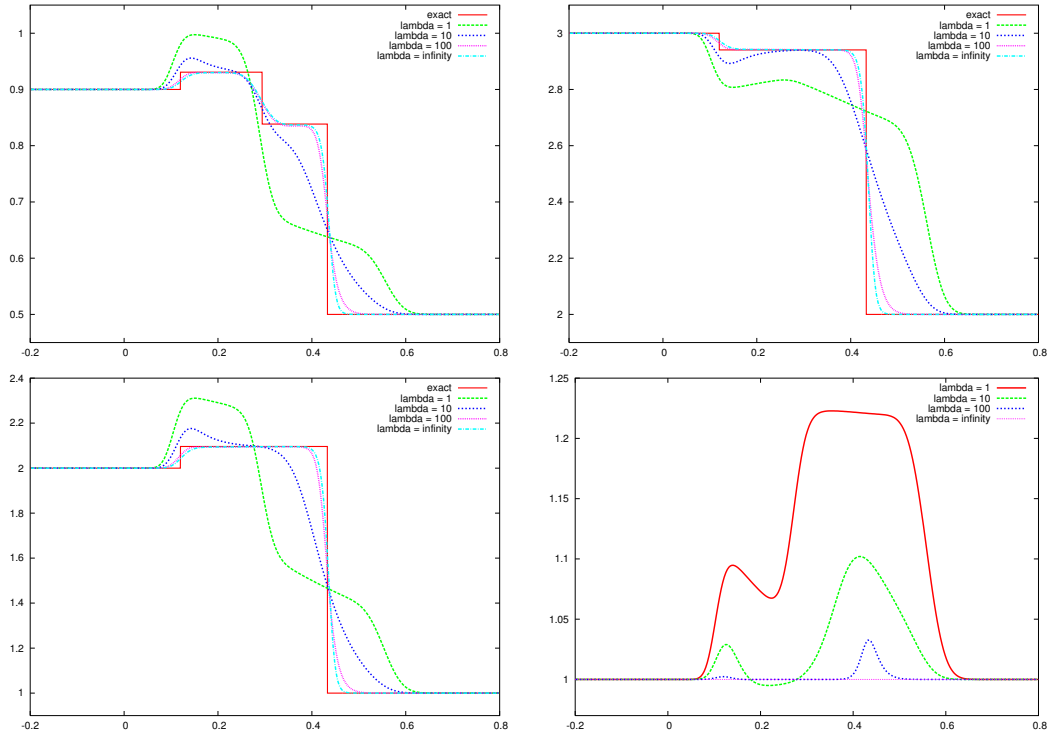 exact
lambda = 1
lambda = 10
lambda = 100
lambda = infinity
1
0.9
0.8
0.7
0.6
0.5
-0.2 0 0.2 0.4 0.6 0.8
exact
lambda = 1
lambda = 10
lambda = 100
lambda = infinity
3
2.8
2.6
2.4
2.2
2
-0.2 0 0.2 0.4 0.6 0.8
exact
lambda = 1
lambda = 10
lambda = 100
lambda = infinity
2.4
2.2
2
1.8
1.6
1.4
1.2
1
-0.2 0 0.2 0.4 0.6 0.8
lambda = 1
lambda = 10
lambda = 100
lambda = infinity
1.25
1.2
1.15
1.1
1.05
1
-0.2 0 0.2 0.4 0.6 0.8